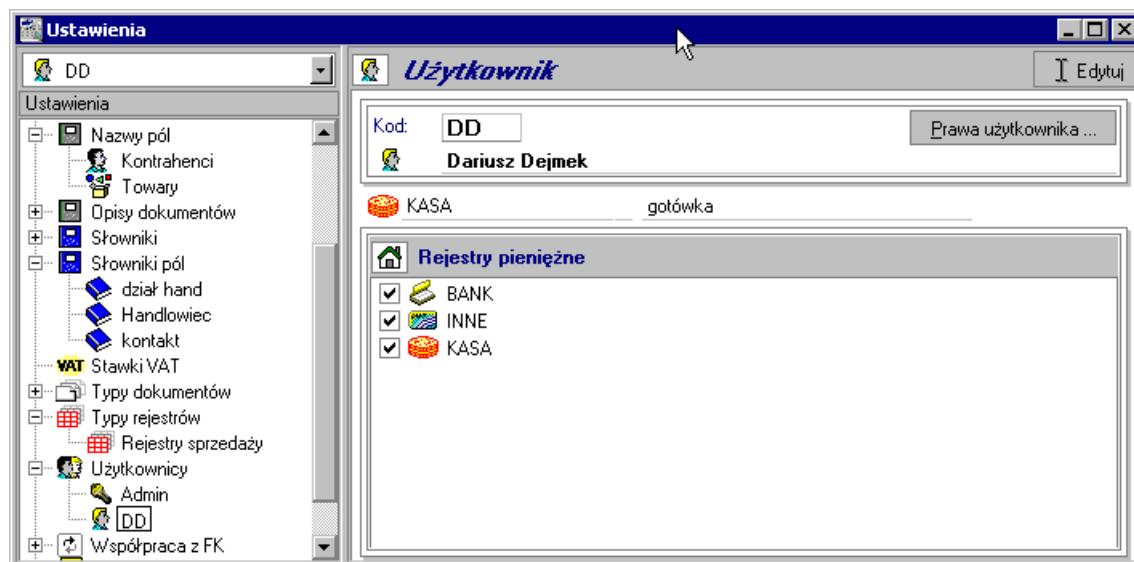 Ustawienia
DD
Ustawienia
Nazwy pól
Kontrahenci
Towary
Opisy dokumentów
Słowniki
Słowniki pól
dział hand
Handlowiec
kontakt
VAT Stawki VAT
Typy dokumentów
Typy rejestrów
Rejestry sprzedaży
Użytkownicy
Admin
DD
Współpraca z FK
Użytkownik
Edytuj
Kod: DD
Prawa użytkownika ...
Dariusz Dejmek
KASA gotówka
Rejestry pieniężne
BANK
INNE
KASA